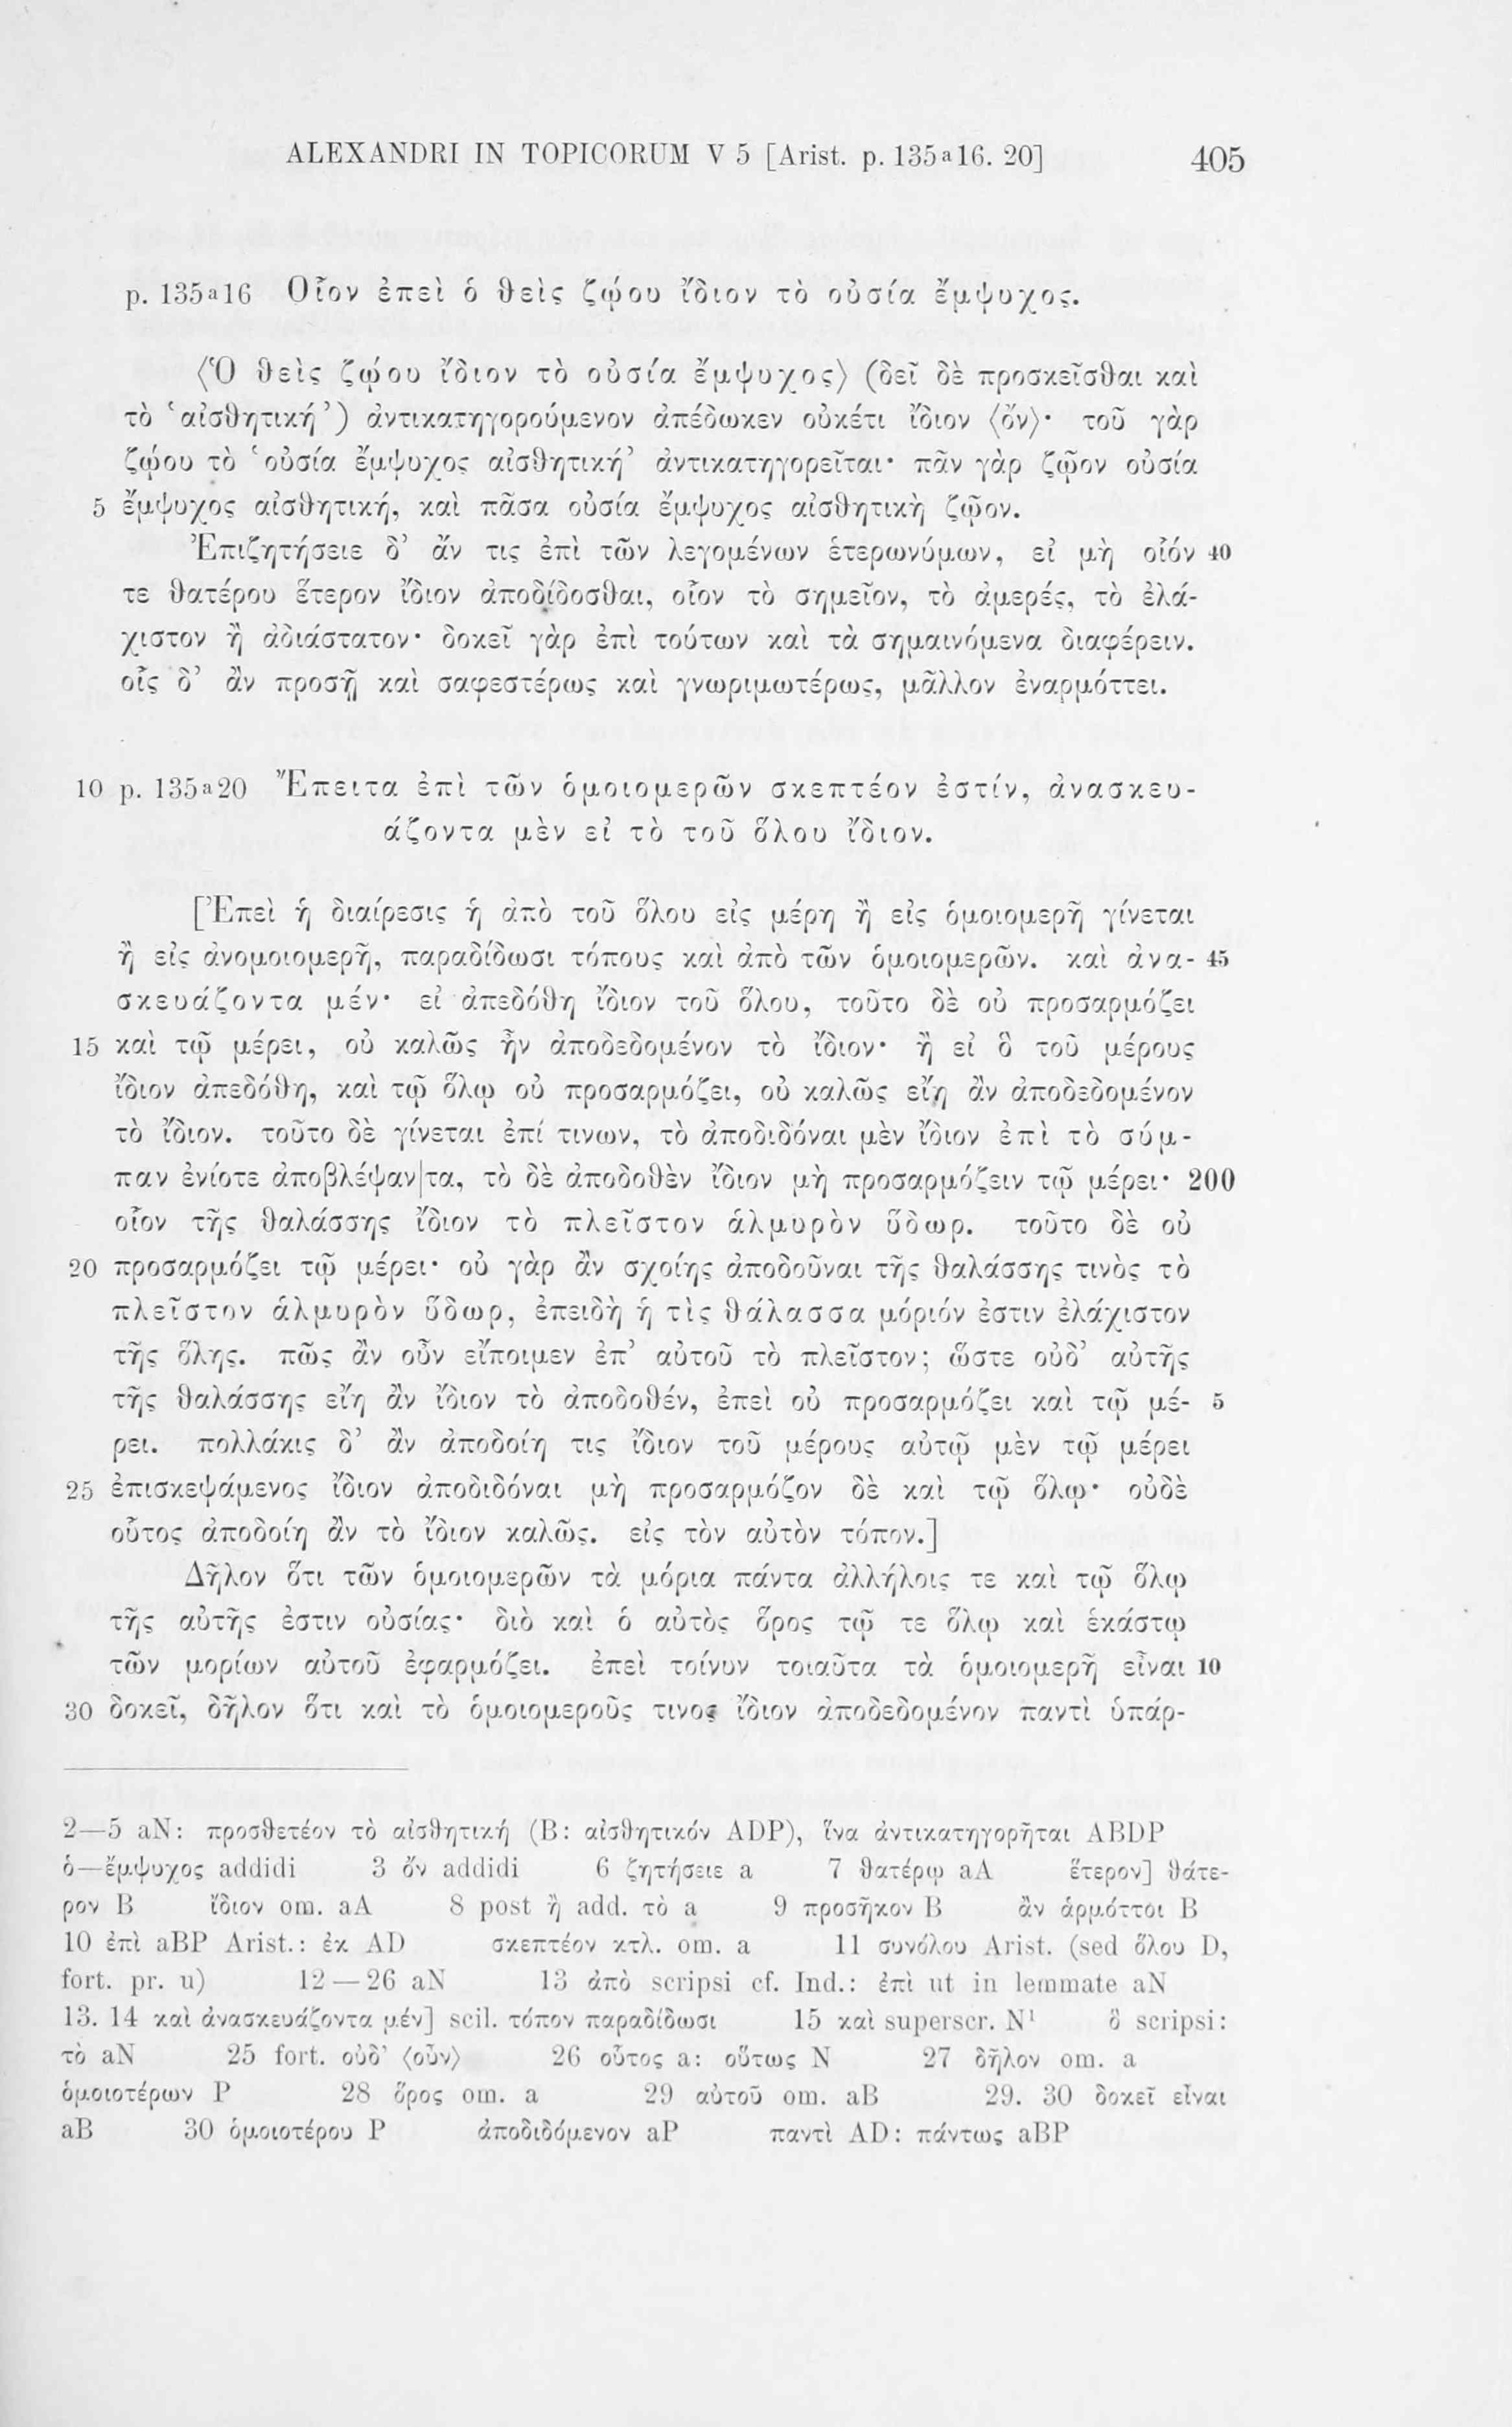 ALEXANDRI IN TOPICORUM V 5 [Arist. p. 135a16. 20] 405
p. 135a16 Οἷον ἐπεὶ ὁ θεὶς ζῴου ἴδιον τὸ οὐσία ἔμψυχος.
⟨Ὁ θεὶς ζῴου ἴδιον τὸ οὐσία ἔμψυχος⟩ (δεῖ δὲ προσκεῖσθαι καὶ
τὸ ‘αἰσθητική’) ἀντικατηγορούμενον ἀπέδωκεν οὐκέτι ἴδιον ⟨ὄν⟩· τοῦ γὰρ
ζῴου τὸ ‘οὐσία ἔμψυχος αἰσθητική’ ἀντικατηγορεῖται· πᾶν γὰρ ζῷον οὐσία
5 ἔμψυχος αἰσθητική, καὶ πᾶσα οὐσία ἔμψυχος αἰσθητικὴ ζῷον.
Ἐπιζητήσειε δ’ ἄν τις ἐπὶ τῶν λεγομένων ἑτερωνύμων, εἰ μὴ οἷόν 40
τε θατέρου ἕτερον ἴδιον ἀποδίδοσθαι, οἷον τὸ σημεῖον, τὸ ἀμερές, τὸ ἐλά-
χιστον ἢ ἀδιάστατον· δοκεῖ γὰρ ἐπὶ τούτων καὶ τὰ σημαινόμενα διαφέρειν.
οἷς δ’ ἂν προσῇ καὶ σαφεστέρως καὶ γνωριμωτέρως, μᾶλλον ἐναρμόττει.
10 p. 135a20 Ἔπειτα ἐπὶ τῶν ὁμοιομερῶν σκεπτέον ἐστίν, ἀνασκευ-
άζοντα μὲν εἰ τὸ τοῦ ὅλου ἴδιον.
[Ἐπεὶ ἡ διαίρεσις ἡ ἀπὸ τοῦ ὅλου εἰς μέρη ἢ εἰς ὁμοιομερῆ γίνεται
ἢ εἰς ἀνομοιομερῆ, παραδίδωσι τόπους καὶ ἀπὸ τῶν ὁμοιομερῶν. καὶ ἀνα- 45
σκευάζοντα μέν· εἰ ἀπεδόθη ἴδιον τοῦ ὅλου, τοῦτο δὲ οὐ προσαρμόζει
15 καὶ τῷ μέρει, οὐ καλῶς ἦν ἀποδεδομένον τὸ ἴδιον· ἢ εἰ ὃ τοῦ μέρους
ἴδιον ἀπεδόθη, καὶ τῷ ὅλῳ οὐ προσαρμόζει, οὐ καλῶς εἴη ἂν ἀποδεδομένον
τὸ ἴδιον. τοῦτο δὲ γίνεται ἐπί τινων, τὸ ἀποδιδόναι μὲν ἴδιον ἐπὶ τὸ σύμ-
παν ἐνίοτε ἀποβλέψαν|τα, τὸ δὲ ἀποδοθὲν ἴδιον μὴ προσαρμόζειν τῷ μέρει· 200
οἷον τῆς θαλάσσης ἴδιον τὸ πλεῖστον ἁλμυρὸν ὕδωρ. τοῦτο δὲ οὐ
20 προσαρμόζει τῷ μέρει· οὐ γὰρ ἂν σχοίης ἀποδοῦναι τῆς θαλάσσης τινὸς τὸ
πλεῖστον ἁλμυρὸν ὕδωρ, ἐπειδὴ ἡ τὶς θάλασσα μόριόν ἐστιν ἐλάχιστον
τῆς ὅλης. πῶς ἂν οὖν εἴποιμεν ἐπ’ αὐτοῦ τὸ πλεῖστον; ὥστε οὐδ’ αὐτῆς
τῆς θαλάσσης εἴη ἂν ἴδιον τὸ ἀποδοθέν, ἐπεὶ οὐ προσαρμόζει καὶ τῷ μέ- 5
ρει. πολλάκις δ’ ἂν ἀποδοίη τις ἴδιον τοῦ μέρους αὐτῷ μὲν τῷ μέρει
25 ἐπισκεψάμενος ἴδιον ἀποδιδόναι μὴ προσαρμόζον δὲ καὶ τῷ ὅλῳ· οὐδὲ
οὗτος ἀποδοίη ἂν τὸ ἴδιον καλῶς. εἰς τὸν αὐτὸν τόπον.]
Δῆλον ὅτι τῶν ὁμοιομερῶν τὰ μόρια πάντα ἀλλήλοις τε καὶ τῷ ὅλῳ
τῆς αὐτῆς ἐστιν οὐσίας· διὸ καὶ ὁ αὐτὸς ὅρος τῷ τε ὅλῳ καὶ ἑκάστῳ
τῶν μορίων αὐτοῦ ἐφαρμόζει. ἐπεὶ τοίνυν τοιαῦτα τὰ ὁμοιομερῆ εἶναι 10
30 δοκεῖ, δῆλον ὅτι καὶ τὸ ὁμοιομεροῦς τινος ἴδιον ἀποδεδομένον παντὶ ὑπάρ-
2—5 aN: προσθετέον τὸ αἰσθητική (B: αἰσθητικόν ADP), ἵνα ἀντικατηγορῆται ABDP
ὁ—ἔμψυχος addidi 3 ὄν addidi 6 ζητήσειε a 7 θατέρῳ aA ἕτερον] θάτε-
ρον B ἴδιον om. aA 8 post ἢ add. τὸ a 9 προσῆκον B ἂν ἁρμόττοι B
10 ἐπὶ aBP Arist.: ἐκ AD σκεπτέον κτλ. om. a 11 συνόλου Arist. (sed ὅλου D,
fort. pr. u) 12—26 aN 13 ἀπὸ scripsi cf. Ind.: ἐπὶ ut in lemmate aN
13. 14 καὶ ἀνασκευάζοντα μέν] scil. τόπον παραδίδωσι 15 καὶ superscr. N¹ ὃ scripsi:
τὸ aN 25 fort. οὐδ’ ⟨οὖν⟩ 26 οὗτος a: οὕτως N 27 δῆλον om. a
ὁμοιοτέρων P 28 ὅρος om. a 29 αὐτοῦ om. aB 29. 30 δοκεῖ εἶναι
aB 30 ὁμοιοτέρου P ἀποδιδόμενον aP παντὶ AD: πάντως aBP